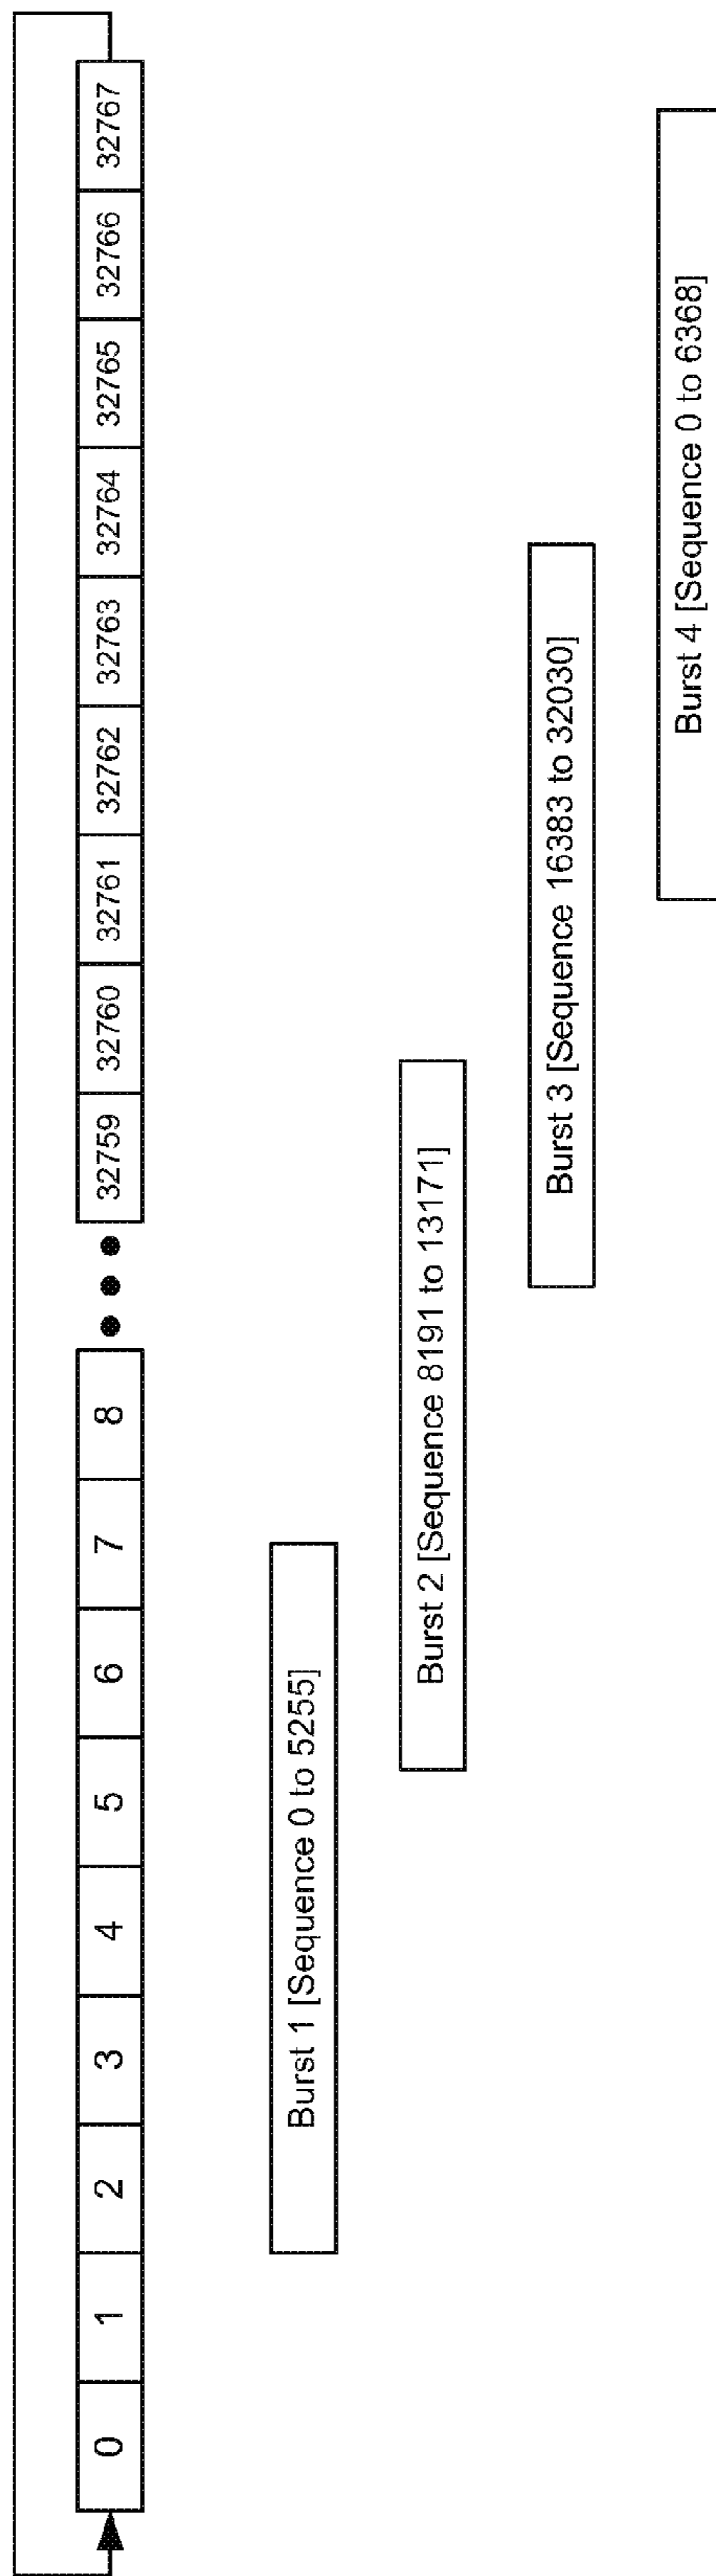 0 1 2 3 4 5 6 7 8 32759 32760 32761 32762 32763 32764 32765 32766 32767
Burst 1 [Sequence 0 to 5255]
Burst 2 [Sequence 8191 to 13171]
Burst 3 [Sequence 16383 to 32030]
Burst 4 [Sequence 0 to 6368]